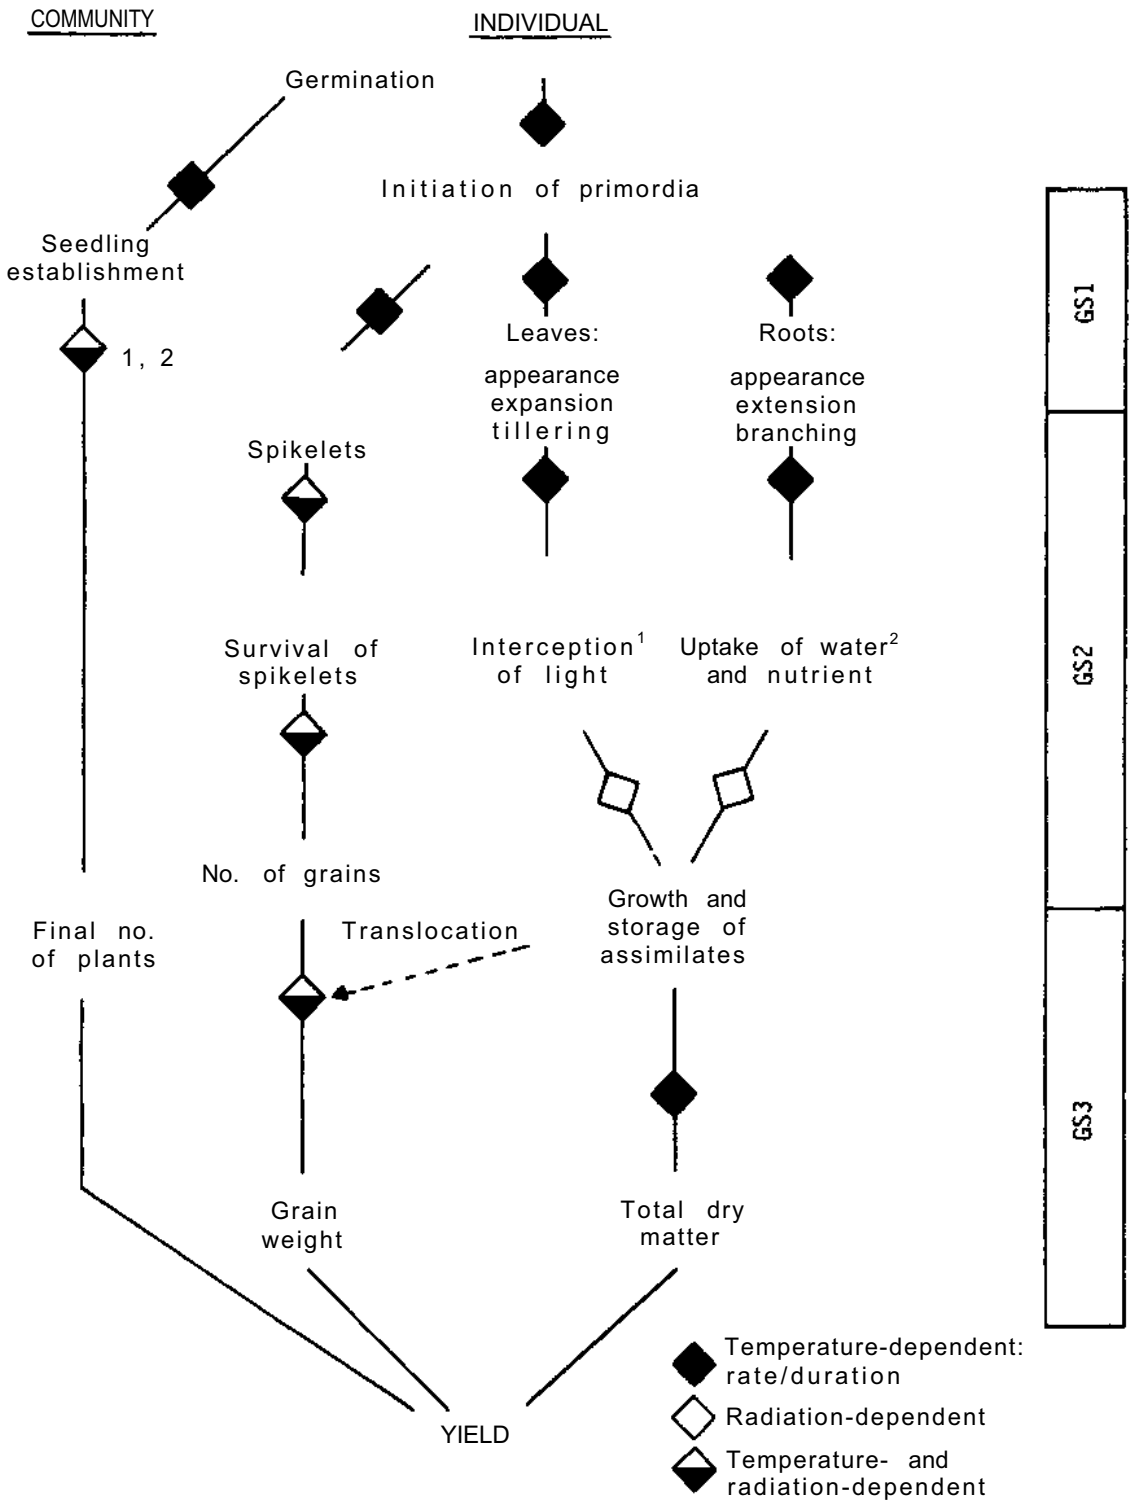 COMMUNITY
INDIVIDUAL
Germination
Initiation of primordia
Seedling
establishment
1, 2
Leaves:
appearance
expansion
tillering
Roots:
appearance
extension
branching
GS1
Spikelets
Survival of
spikelets
Interception¹
of light
Uptake of water²
and nutrient
GS2
No. of grains
Growth and
storage of
assimilates
Final no.
of plants
Translocation
GS3
Grain
weight
Total dry
matter
YIELD
Temperature-dependent:
rate/duration
Radiation-dependent
Temperature- and
radiation-dependent